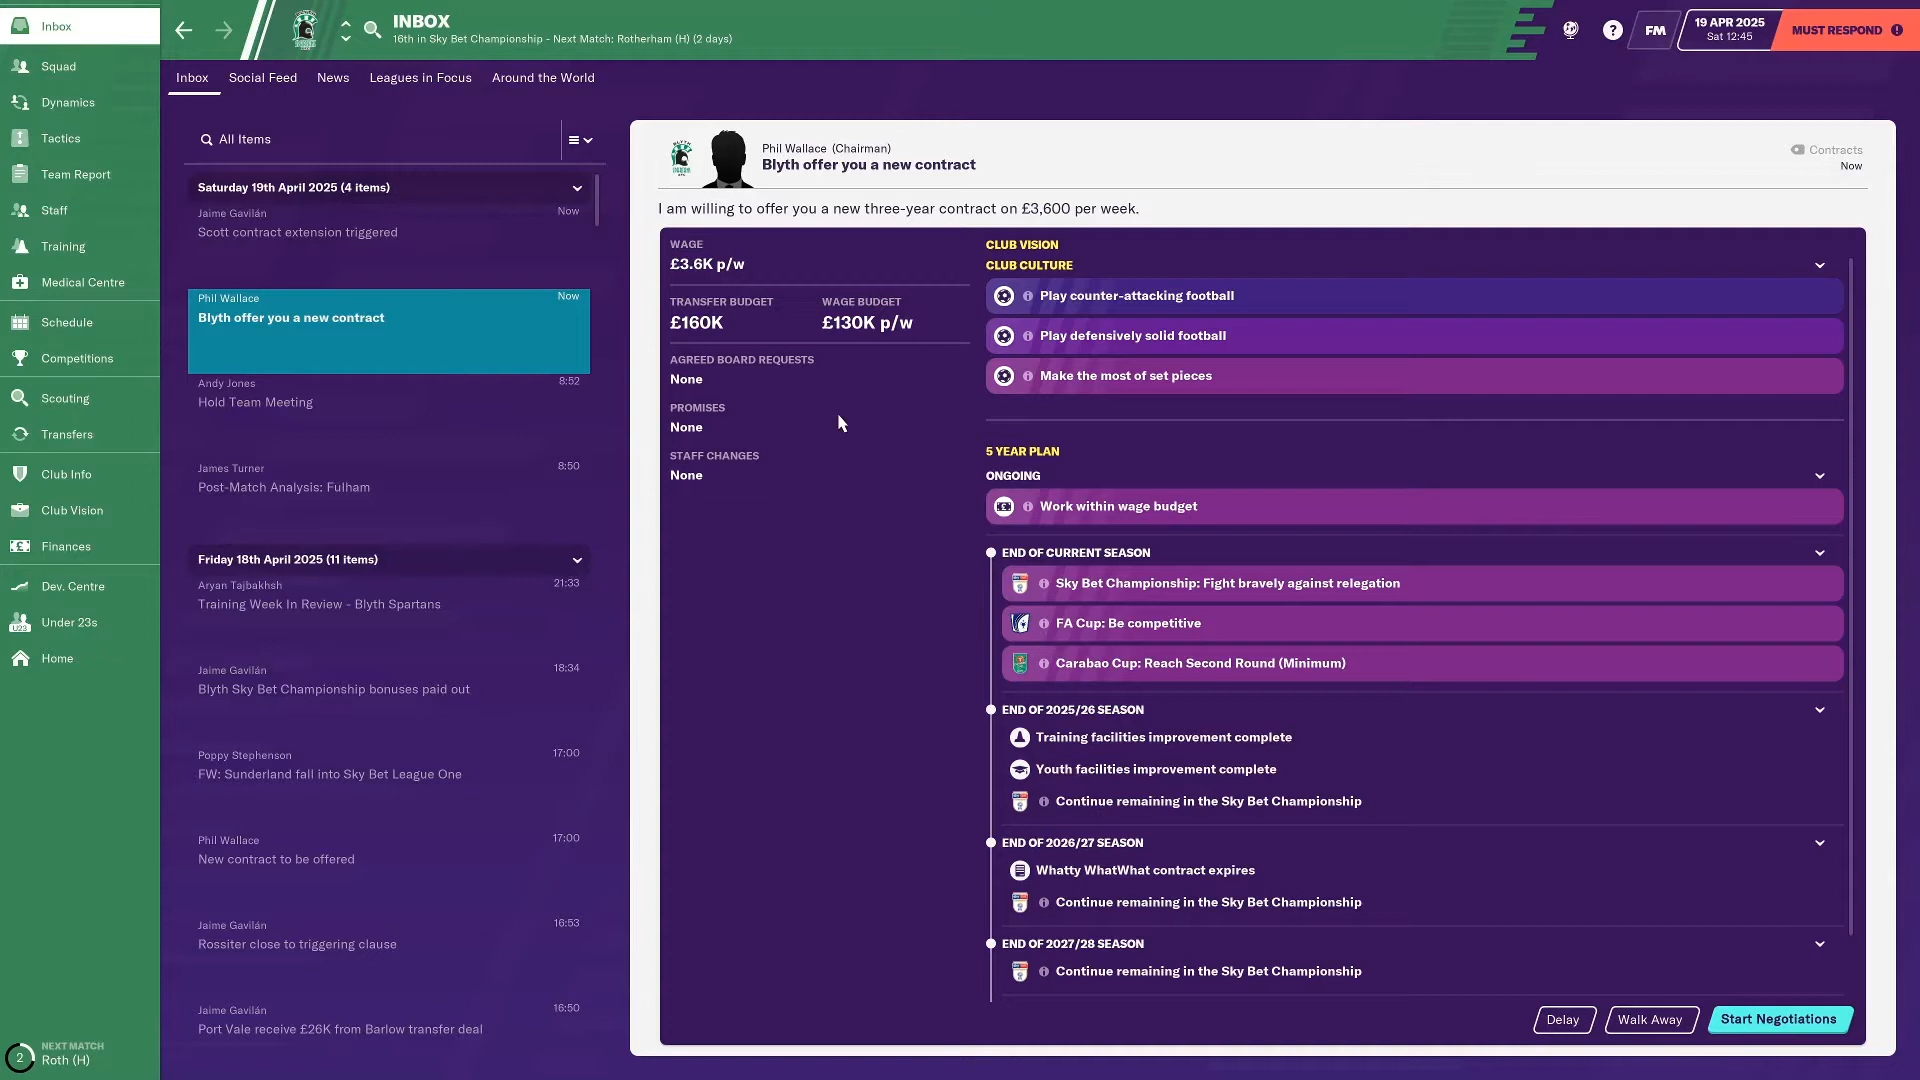 Inbox
INBOX
16th in Sky Bet Championship - Next Match: Rotherham (H) (2 days)
?
FM
19 APR 2025
Sat 12:45
MUST RESPOND
Squad
Dynamics
Tactics
Team Report
Staff
Training
Medical Centre
Schedule
Competitions
Scouting
Transfers
Club Info
Club Vision
Finances
Dev. Centre
U23
Under 23s
Home
2
NEXT MATCH
Roth (H)
Inbox Social Feed News Leagues in Focus Around the World
All Items
Saturday 19th April 2025 (4 items)
Jaime Gavilán Now
Scott contract extension triggered
Phil Wallace Now
Blyth offer you a new contract
Andy Jones 8:52
Hold Team Meeting
James Turner 8:50
Post-Match Analysis: Fulham
Friday 18th April 2025 (11 items)
Aryan Tajbakhsh 21:33
Training Week In Review - Blyth Spartans
Jaime Gavilán 18:34
Blyth Sky Bet Championship bonuses paid out
Poppy Stephenson 17:00
FW: Sunderland fall into Sky Bet League One
Phil Wallace 17:00
New contract to be offered
Jaime Gavilán 16:53
Rossiter close to triggering clause
Jaime Gavilán 16:50
Port Vale receive £26K from Barlow transfer deal
Phil Wallace (Chairman)
Blyth offer you a new contract
Contracts
Now
I am willing to offer you a new three-year contract on £3,600 per week.
WAGE
£3.6K p/w
TRANSFER BUDGET WAGE BUDGET
£160K £130K p/w
AGREED BOARD REQUESTS
None
PROMISES
None
STAFF CHANGES
None
CLUB VISION
CLUB CULTURE
Play counter-attacking football
Play defensively solid football
Make the most of set pieces
5 YEAR PLAN
ONGOING
Work within wage budget
END OF CURRENT SEASON
Sky Bet Championship: Fight bravely against relegation
FA Cup: Be competitive
Carabao Cup: Reach Second Round (Minimum)
END OF 2025/26 SEASON
Training facilities improvement complete
Youth facilities improvement complete
Continue remaining in the Sky Bet Championship
END OF 2026/27 SEASON
Whatty WhatWhat contract expires
Continue remaining in the Sky Bet Championship
END OF 2027/28 SEASON
Continue remaining in the Sky Bet Championship
Delay Walk Away Start Negotiations